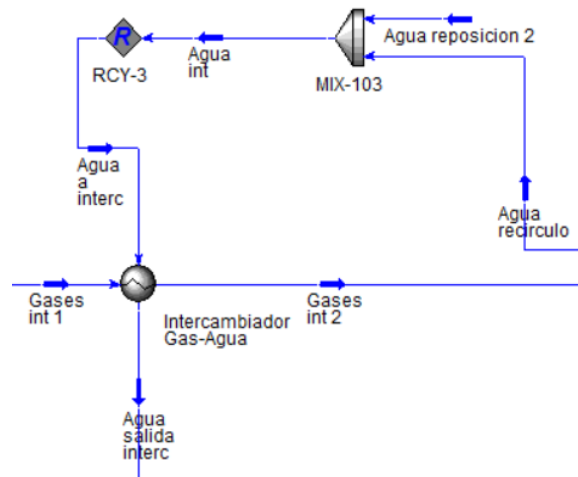 R
Agua reposicion 2
RCY-3
Agua
int
MIX-103
Agua
a
interc
Agua
recirculo
Gases
int 1
Intercambiador
Gas-Agua
Gases
int 2
Agua
salida
interc